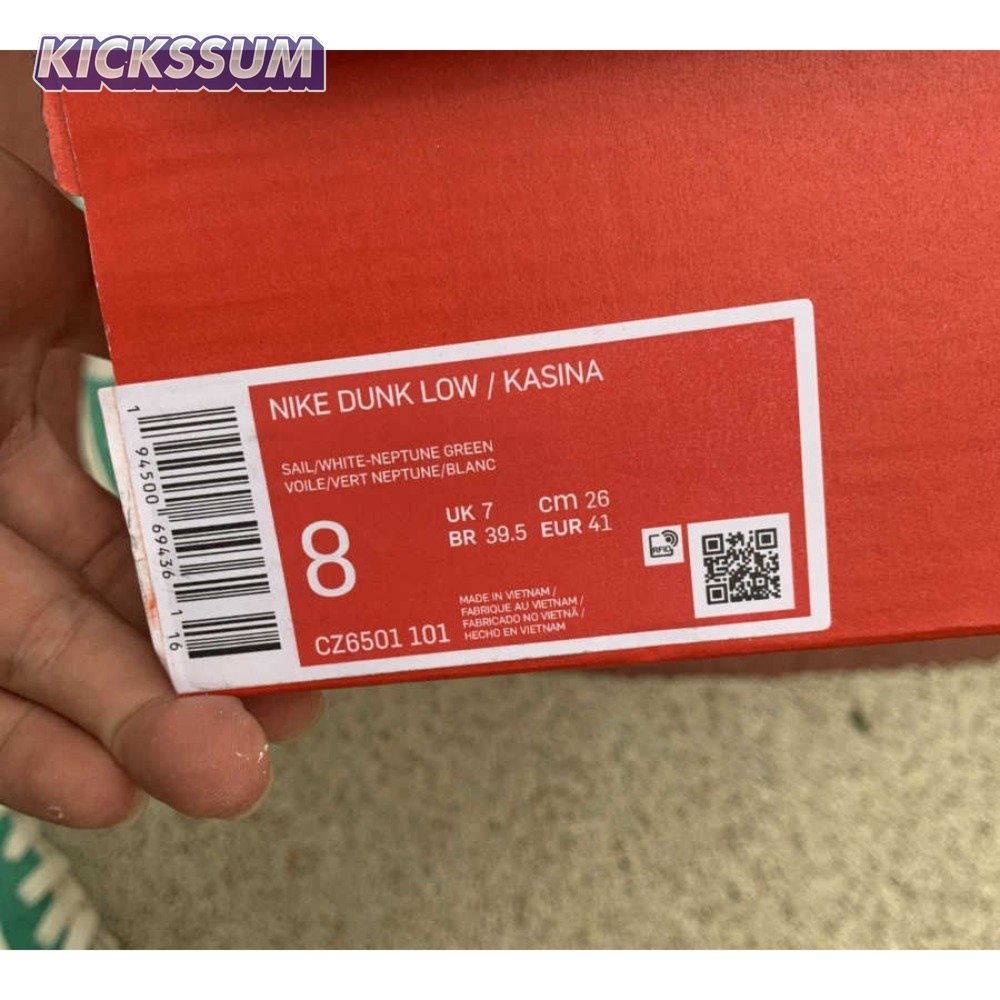 KICKSSUM
NIKE DUNK LOW / KASINA
SAIL/WHITE-NEPTUNE GREEN
VOILE/VERT NEPTUNE/BLANC
8
UK 7 cm 26
BR 39.5 EUR 41
RFID
CZ6501 101
MADE IN VIETNAM /
FABRIQUE AU VIETNAM /
FABRICADO NO VIETNÃ /
HECHO EN VIETNAM
1 94500 69436 1 16